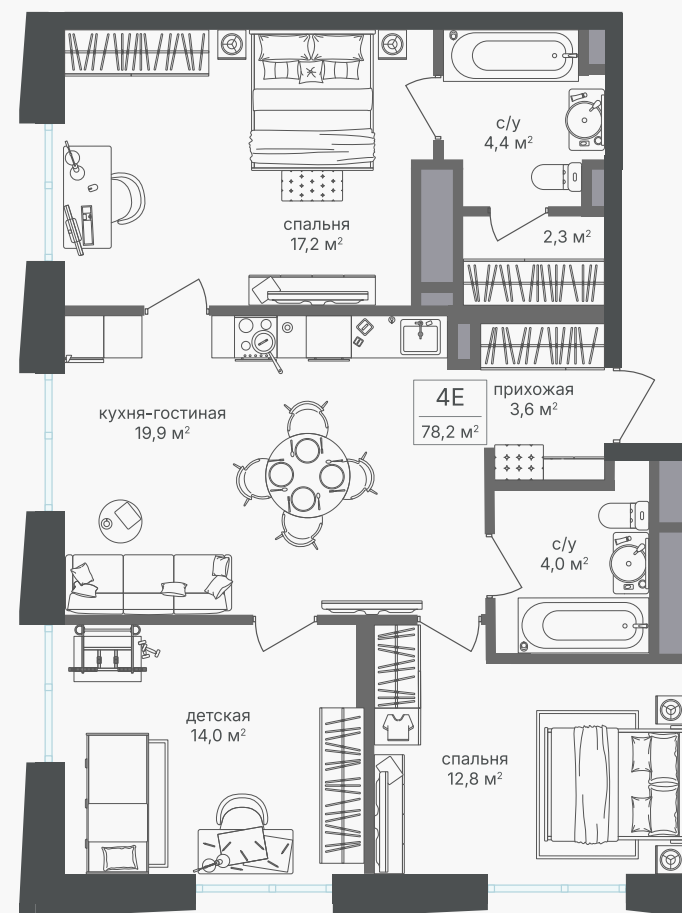 с/у
4,4 м²
спальня
17,2 м²
2,3 м²
4Е
78,2 м²
прихожая
3,6 м²
кухня-гостиная
19,9 м²
с/у
4,0 м²
детская
14,0 м²
спальня
12,8 м²